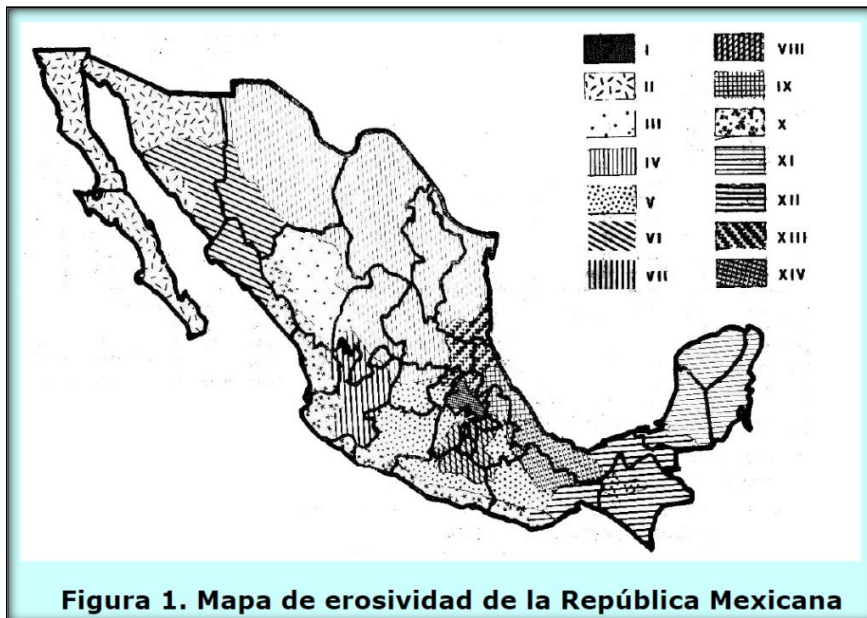 I
II
III
IV
V
VI
VII
VIII
IX
X
XI
XII
XIII
XIV
Figura 1. Mapa de erosividad de la República Mexicana